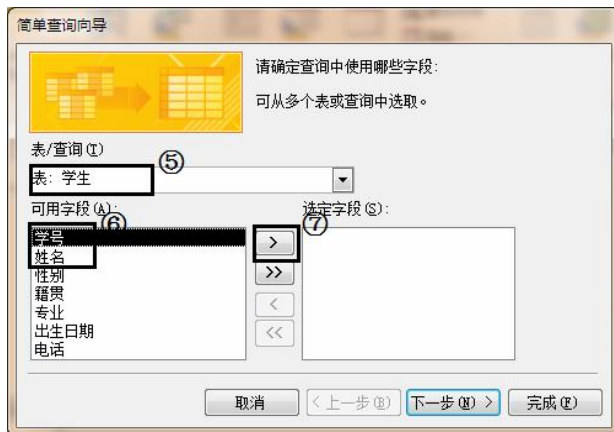 简单查询向导
请确定查询中使用哪些字段:
可从多个表或查询中选取。
表/查询(T)
⑤
表: 学生
可用字段(A):
选定字段(S):
⑥
⑦
学号
姓名
性别
籍贯
专业
出生日期
电话
>
>>
<
<<
取消
< 上一步(B)
下一步(N) >
完成(F)